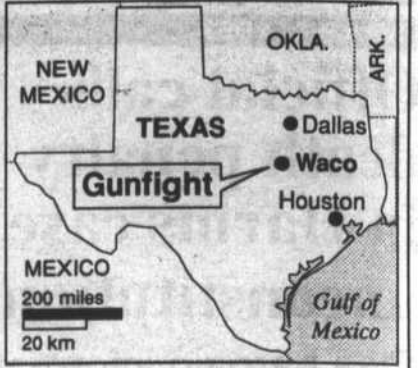 OKLA.
ARK.
NEW
MEXICO
TEXAS
Dallas
Waco
Gunfight
Houston
MEXICO
200 miles
20 km
Gulf of
Mexico